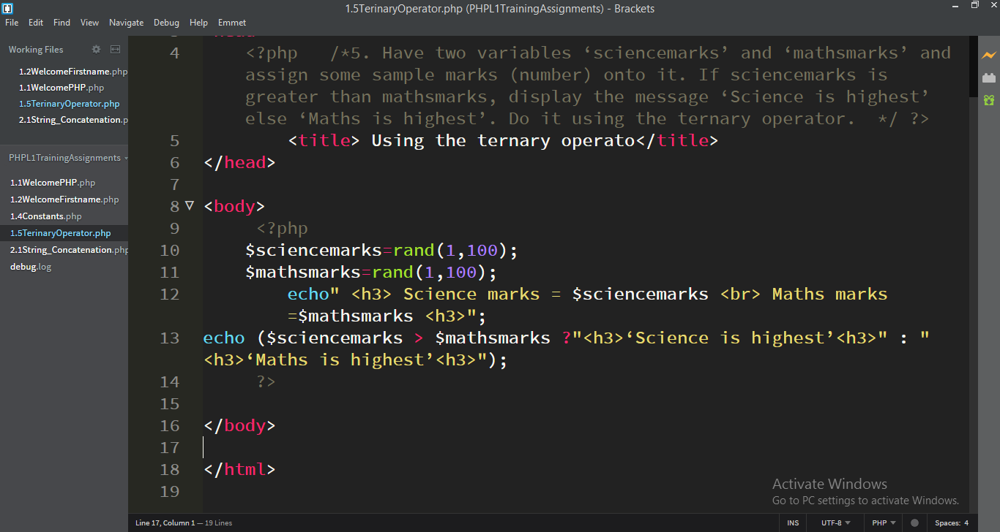 1.5TerinaryOperator.php (PHPL1TrainingAssignments) - Brackets
File Edit Find View Navigate Debug Help Emmet
Working Files
1.2WelcomeFirstname.php
1.1WelcomePHP.php
1.5TerinaryOperator.php
2.1String_Concatenation.p
PHPL1TrainingAssignments
1.1WelcomePHP.php
1.2WelcomeFirstname.php
1.4Constants.php
1.5TerinaryOperator.php
2.1String_Concatenation.php
debug.log
4 <?php /*5. Have two variables ‘sciencemarks’ and ‘mathsmarks’ and
assign some sample marks (number) onto it. If sciencemarks is
greater than mathsmarks, display the message ‘Science is highest’
else ‘Maths is highest’. Do it using the ternary operator. */ ?>
5 <title> Using the ternary operato</title>
6 </head>
7
8 <body>
9 <?php
10 $sciencemarks=rand(1,100);
11 $mathsmarks=rand(1,100);
12 echo" <h3> Science marks = $sciencemarks <br> Maths marks
=$mathsmarks <h3>";
13 echo ($sciencemarks > $mathsmarks ?"<h3>‘Science is highest’<h3>" : "
<h3>‘Maths is highest’<h3>");
14 ?>
15
16 </body>
17
18 </html>
19
Activate Windows
Go to PC settings to activate Windows.
Line 17, Column 1 — 19 Lines
INS UTF-8 PHP Spaces: 4